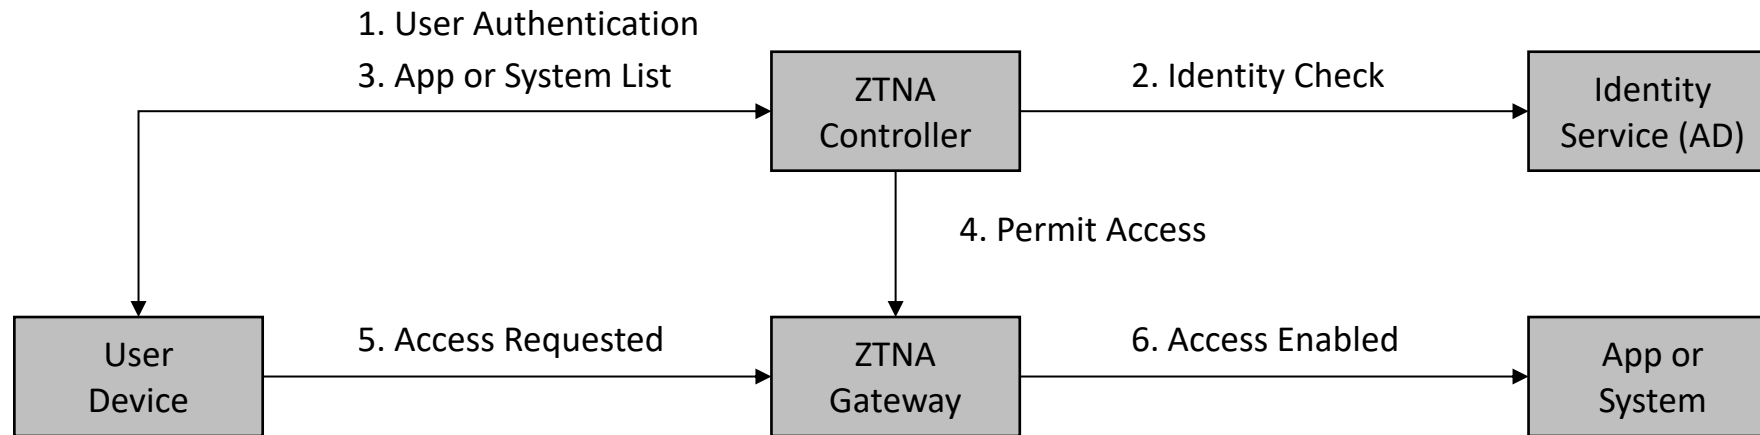 1. User Authentication
3. App or System List
ZTNA
Controller
2. Identity Check
Identity
Service (AD)
4. Permit Access
User
Device
5. Access Requested
ZTNA
Gateway
6. Access Enabled
App or
System